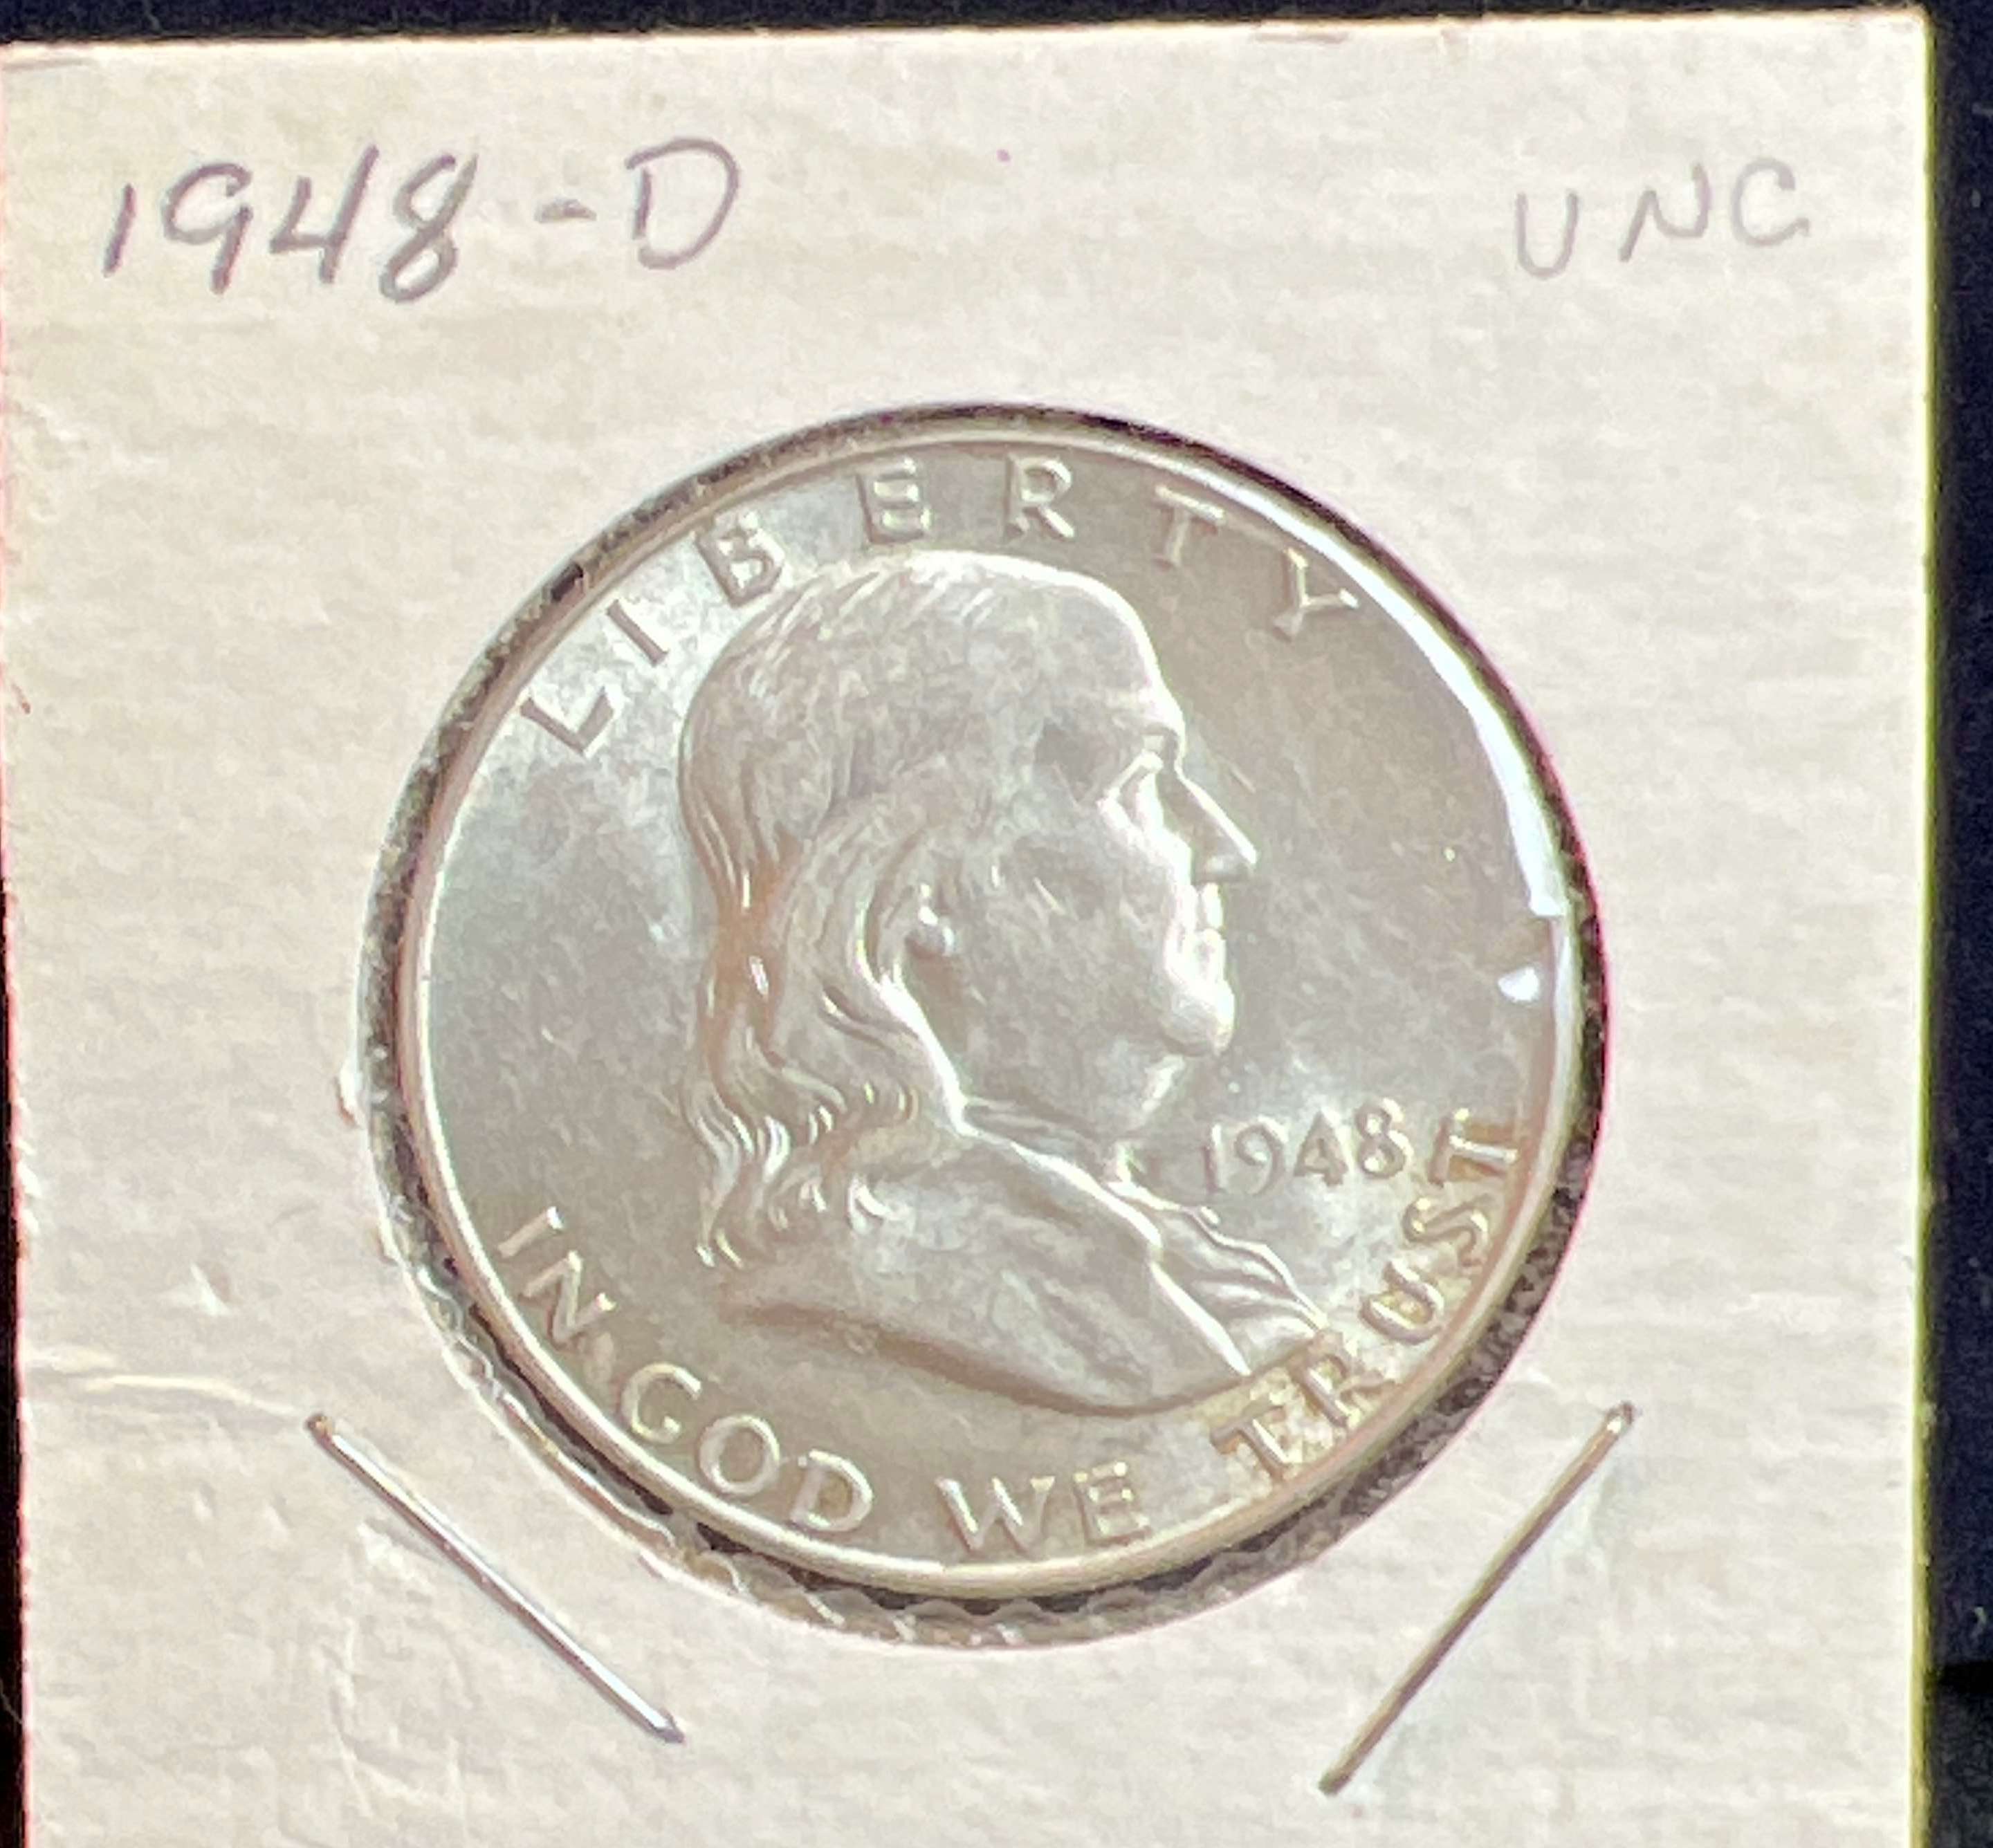 1948-D UNC
LIBERTY
1948
IN GOD WE TRUST